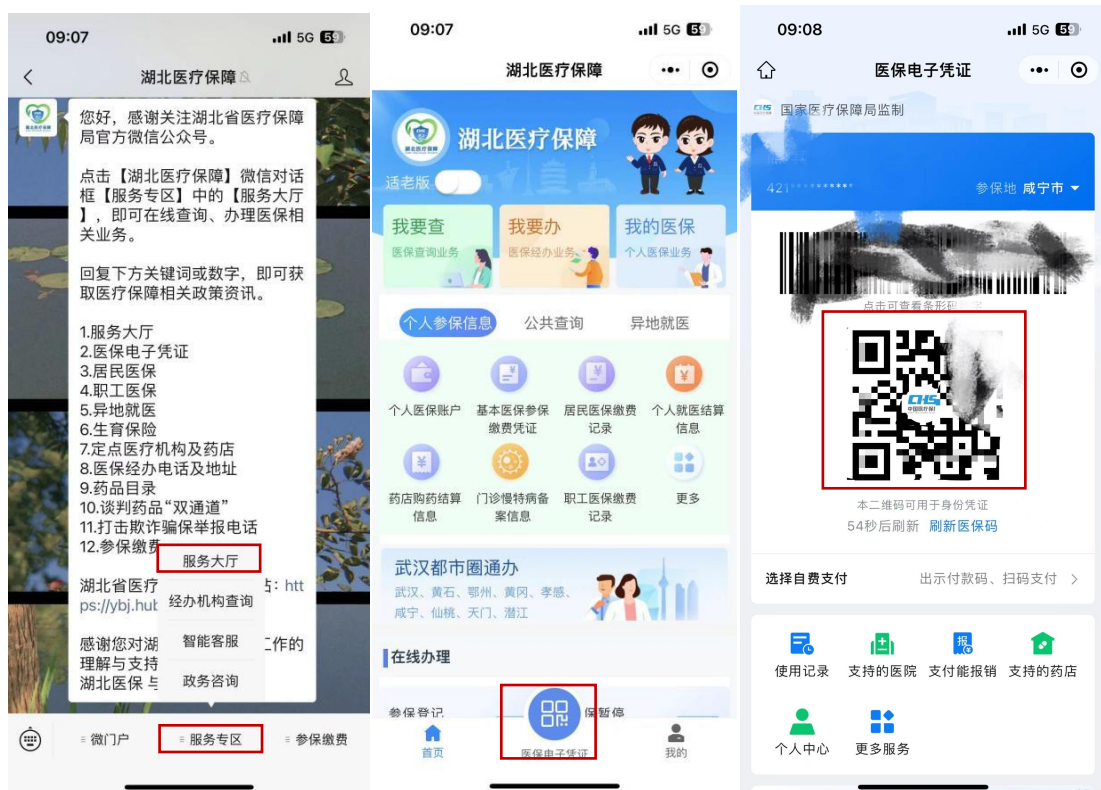 09:07
5G 59
湖北医疗保障
您好，感谢关注湖北省医疗保障
局官方微信公众号。
点击【湖北医疗保障】微信对话
框【服务专区】中的【服务大厅
】，即可在线查询、办理医保相
关业务。
回复下方关键词或数字，即可获
取医疗保障相关政策资讯。
1.服务大厅
2.医保电子凭证
3.居民医保
4.职工医保
5.异地就医
6.生育保险
7.定点医疗机构及药店
8.医保经办电话及地址
9.药品目录
10.谈判药品“双通道”
11.打击欺诈骗保举报电话
12.参保缴费
服务大厅
湖北省医疗
：htt
经办机构查询
ps://ybj.hub
感谢您对湖
智能客服
工作的
理解与支持
湖北医保
政务咨询
微门户
服务专区
参保缴费
09:07
5G 59
湖北医疗保障
湖北医疗保障
适老版
我要查
我要办
我的医保
医保查询业务
医保经办业务
个人医保业务
个人参保信息
公共查询
异地就医
个人医保账户
基本医保参保
缴费凭证
居民医保缴费
记录
个人就医结算
信息
药店购药结算
信息
门诊慢特病备
案信息
职工医保缴费
记录
更多
武汉都市圈通办
武汉、黄石、鄂州、黄冈、孝感、
咸宁、仙桃、天门、潜江
在线办理
参保登记
保暂停
首页
医保电子凭证
我的
09:08
5G 59
医保电子凭证
CHS
国家医疗保障局监制
421
参保地 咸宁市
点击可查看条形码
CHS
中国医疗保障
本二维码可用于身份凭证
54秒后刷新 刷新医保码
选择自费支付
出示付款码、扫码支付
使用记录
支持的医院
支付能报销
支持的药店
个人中心
更多服务